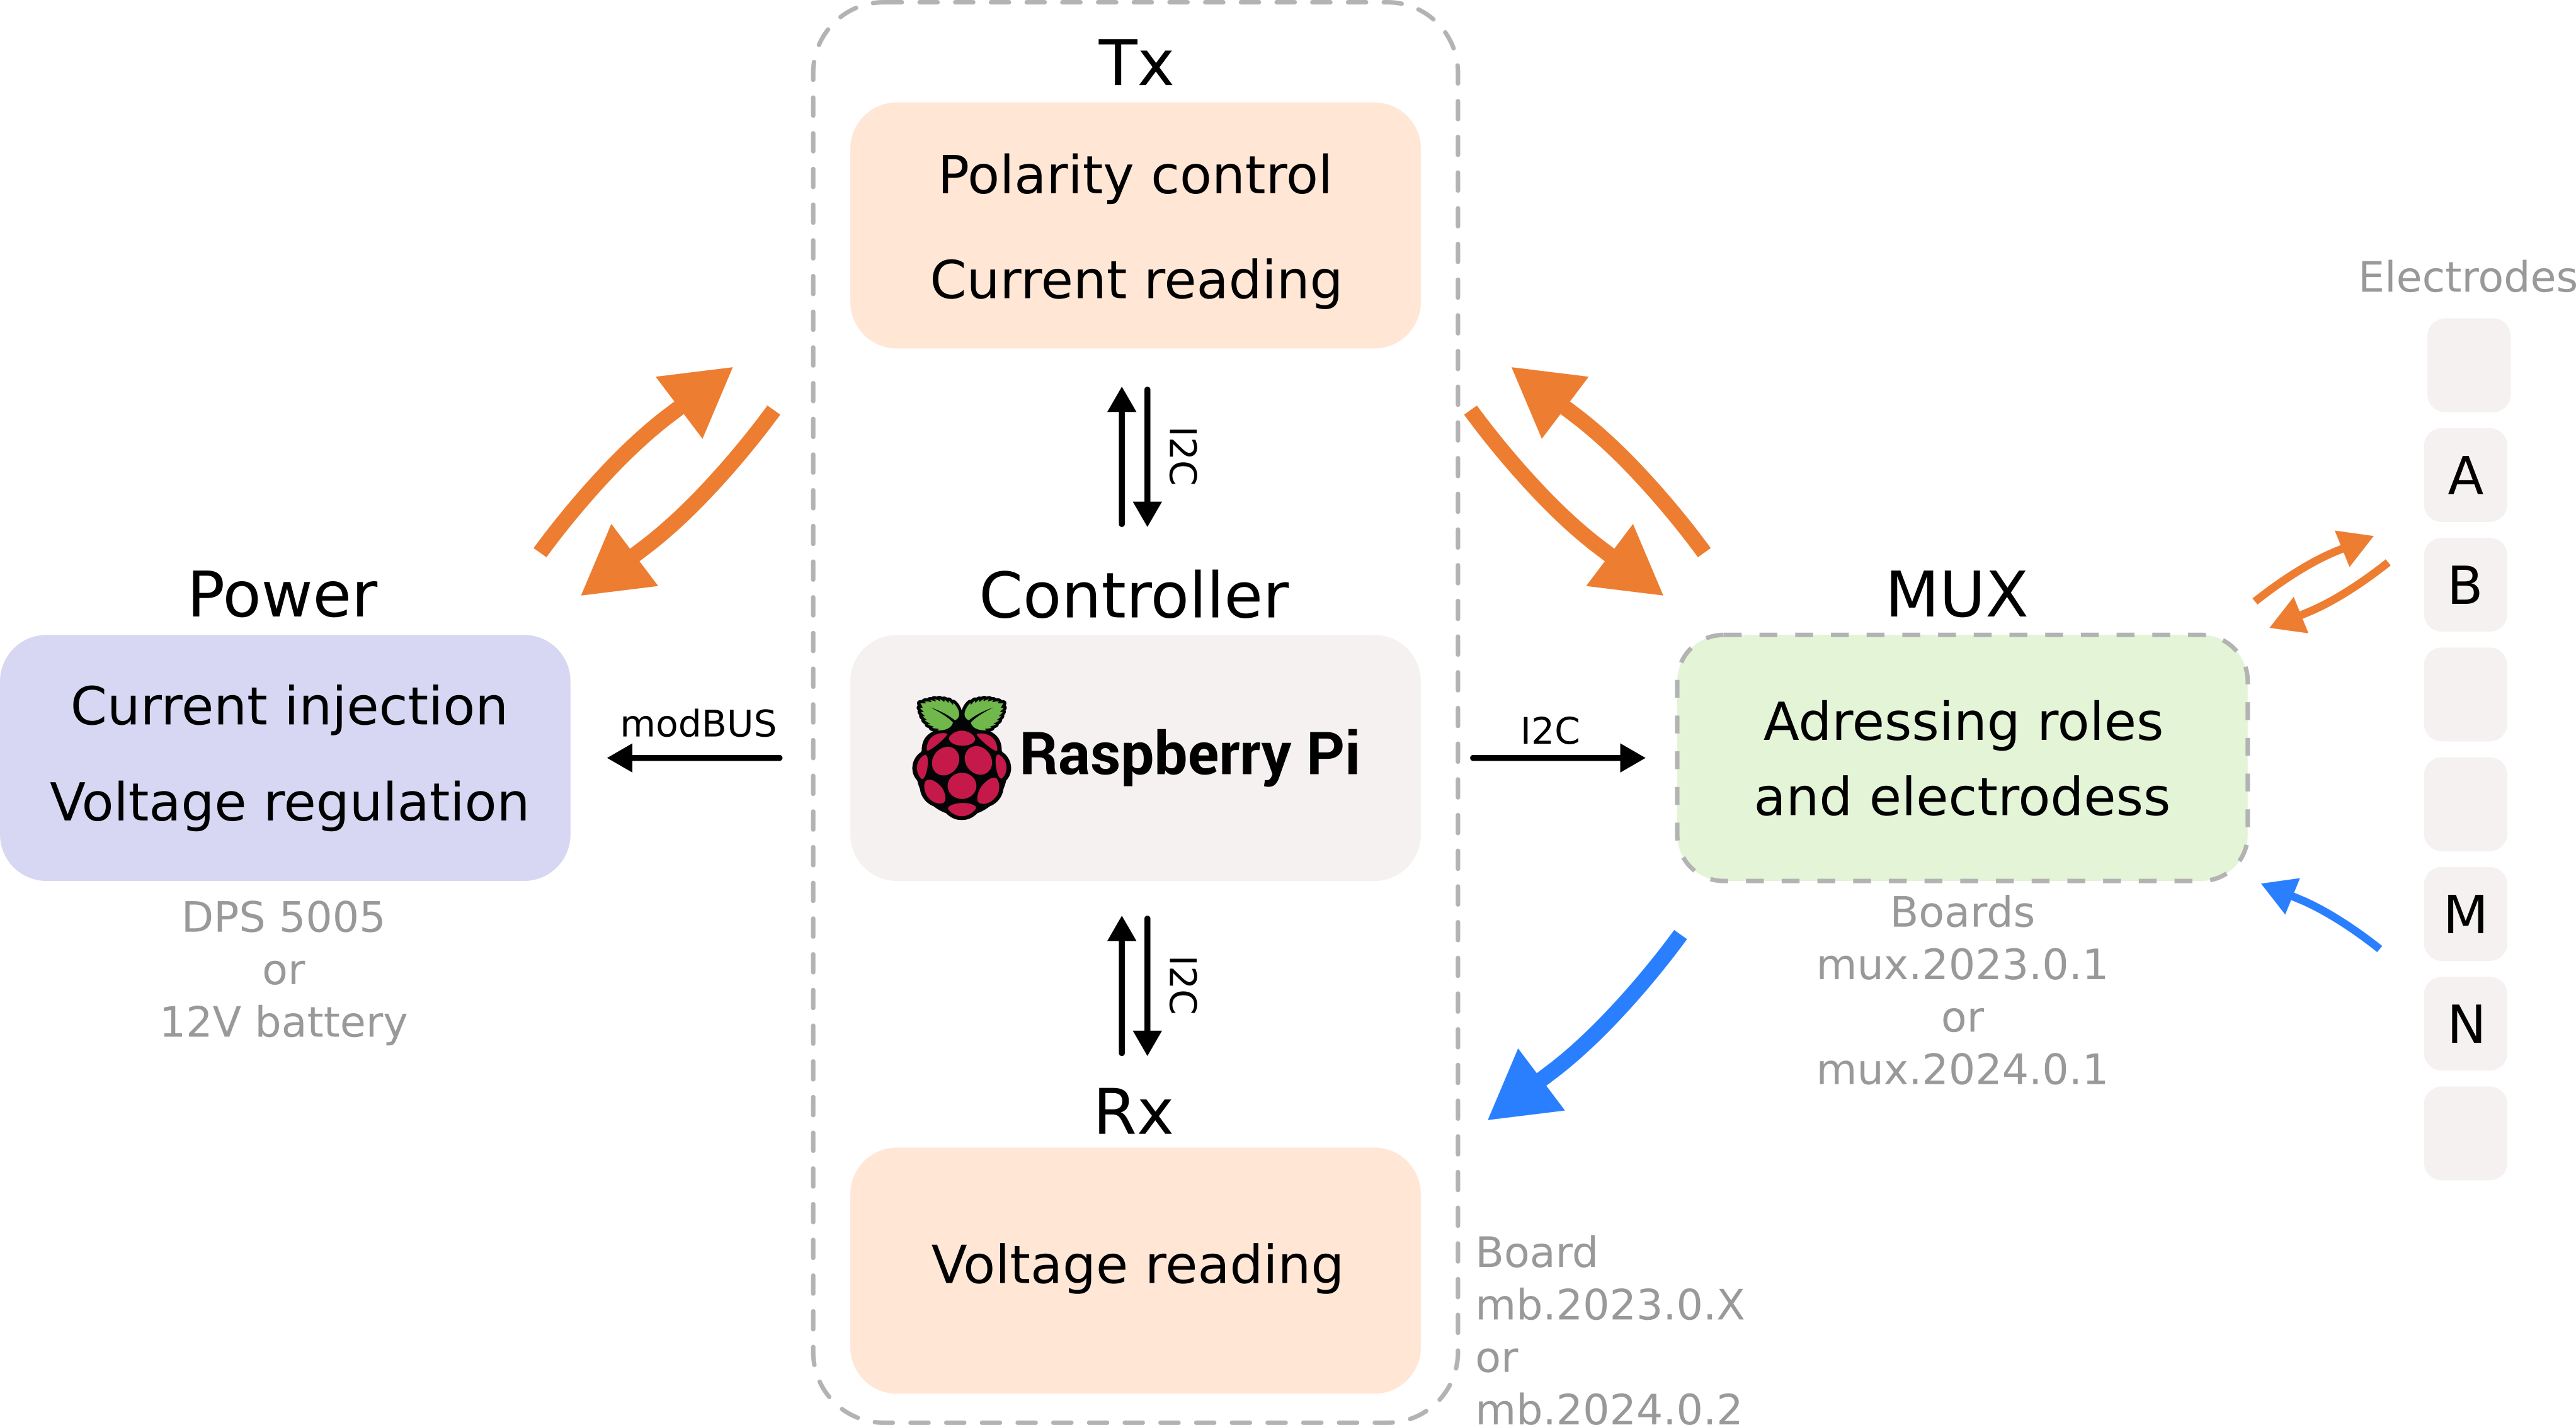 Tx
Polarity control
Current reading
I2C
Power
Current injection
Voltage regulation
DPS 5005
or
12V battery
modBUS
Controller
Raspberry Pi
I2C
MUX
Adressing roles
and electrodess
Boards
mux.2023.0.1
or
mux.2024.0.1
I2C
Rx
Voltage reading
Board
mb.2023.0.X
or
mb.2024.0.2
Electrodes
A
B
M
N